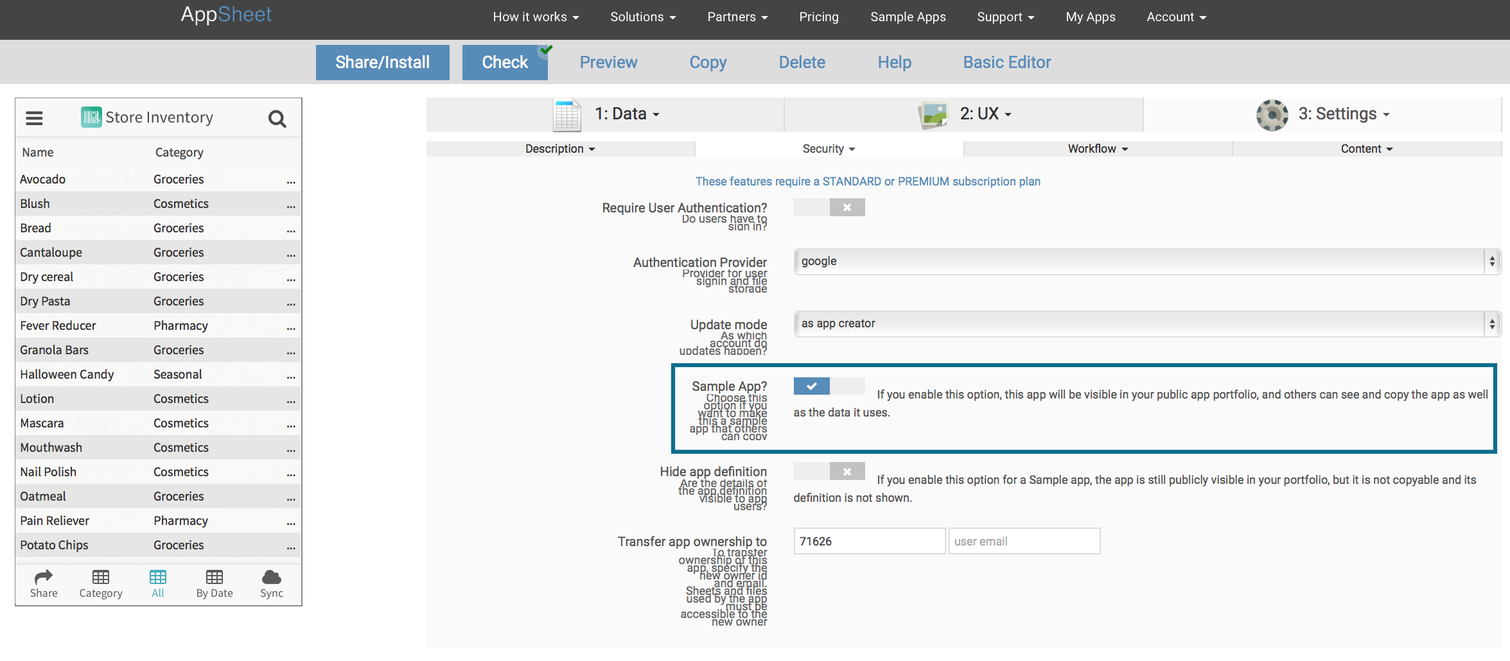 AppSheet
How it works Solutions Partners Pricing Sample Apps Support My Apps Account
Share/Install Check Preview Copy Delete Help Basic Editor
Store Inventory
Name Category
Avocado Groceries ...
Blush Cosmetics ...
Bread Groceries ...
Cantaloupe Groceries ...
Dry cereal Groceries ...
Dry Pasta Groceries ...
Fever Reducer Pharmacy ...
Granola Bars Groceries ...
Halloween Candy Seasonal ...
Lotion Cosmetics ...
Mascara Cosmetics ...
Mouthwash Cosmetics ...
Nail Polish Cosmetics ...
Oatmeal Groceries ...
Pain Reliever Pharmacy ...
Potato Chips Groceries ...
Share Category All By Date Sync
1: Data 2: UX 3: Settings
Description Security Workflow Content
These features require a STANDARD or PREMIUM subscription plan
Require User Authentication?
Do users have to
sign in?
Authentication Provider
Provider for user
signin and file
storage
google
Update mode
As which
account do
updates happen?
as app creator
Sample App?
Choose this
option if you
want to make
this a sample
app that others
can copy
If you enable this option, this app will be visible in your public app portfolio, and others can see and copy the app as well
as the data it uses.
Hide app definition
Are the details of
the app definition
visible to app
users?
If you enable this option for a Sample app, the app is still publicly visible in your portfolio, but it is not copyable and its
definition is not shown.
Transfer app ownership to
To transfer
ownership of this
app, specify the
new owner id
and email.
Sheets and files
used by the app
must be
accessible to the
new owner
71626 user email